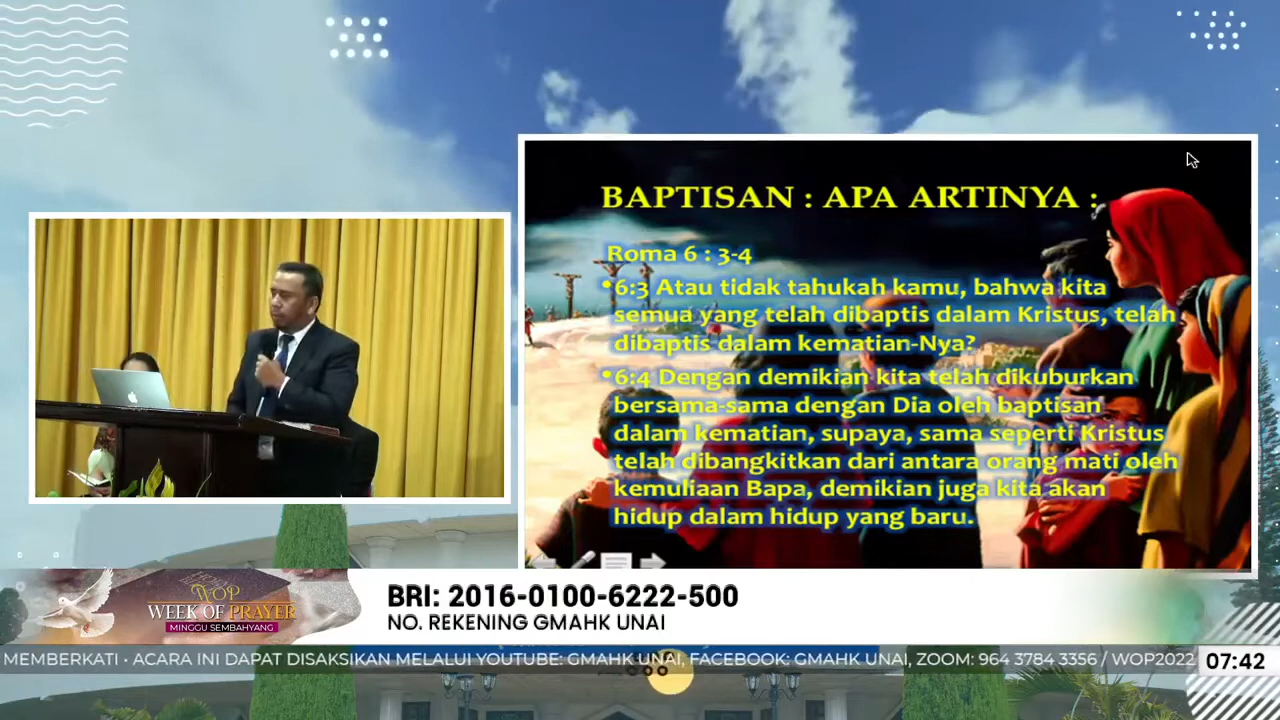 BAPTISAN : APA ARTINYA :
Roma 6 : 3-4
•6:3 Atau tidak tahukah kamu, bahwa kita
semua yang telah dibaptis dalam Kristus, telah
dibaptis dalam kematian-Nya?
•6:4 Dengan demikian kita telah dikuburkan
bersama-sama dengan Dia oleh baptisan
dalam kematian, supaya, sama seperti Kristus
telah dibangkitkan dari antara orang mati oleh
kemuliaan Bapa, demikian juga kita akan
hidup dalam hidup yang baru.
WOP
WEEK OF PRAYER
MINGGU SEMBAHYANG
BRI: 2016-0100-6222-500
NO. REKENING GMAHK UNAI
MEMBERKATI • ACARA INI DAPAT DISAKSIKAN MELALUI YOUTUBE: GMAHK UNAI, FACEBOOK: GMAHK UNAI, ZOOM: 964 3784 3356 / WOP2022
07:42